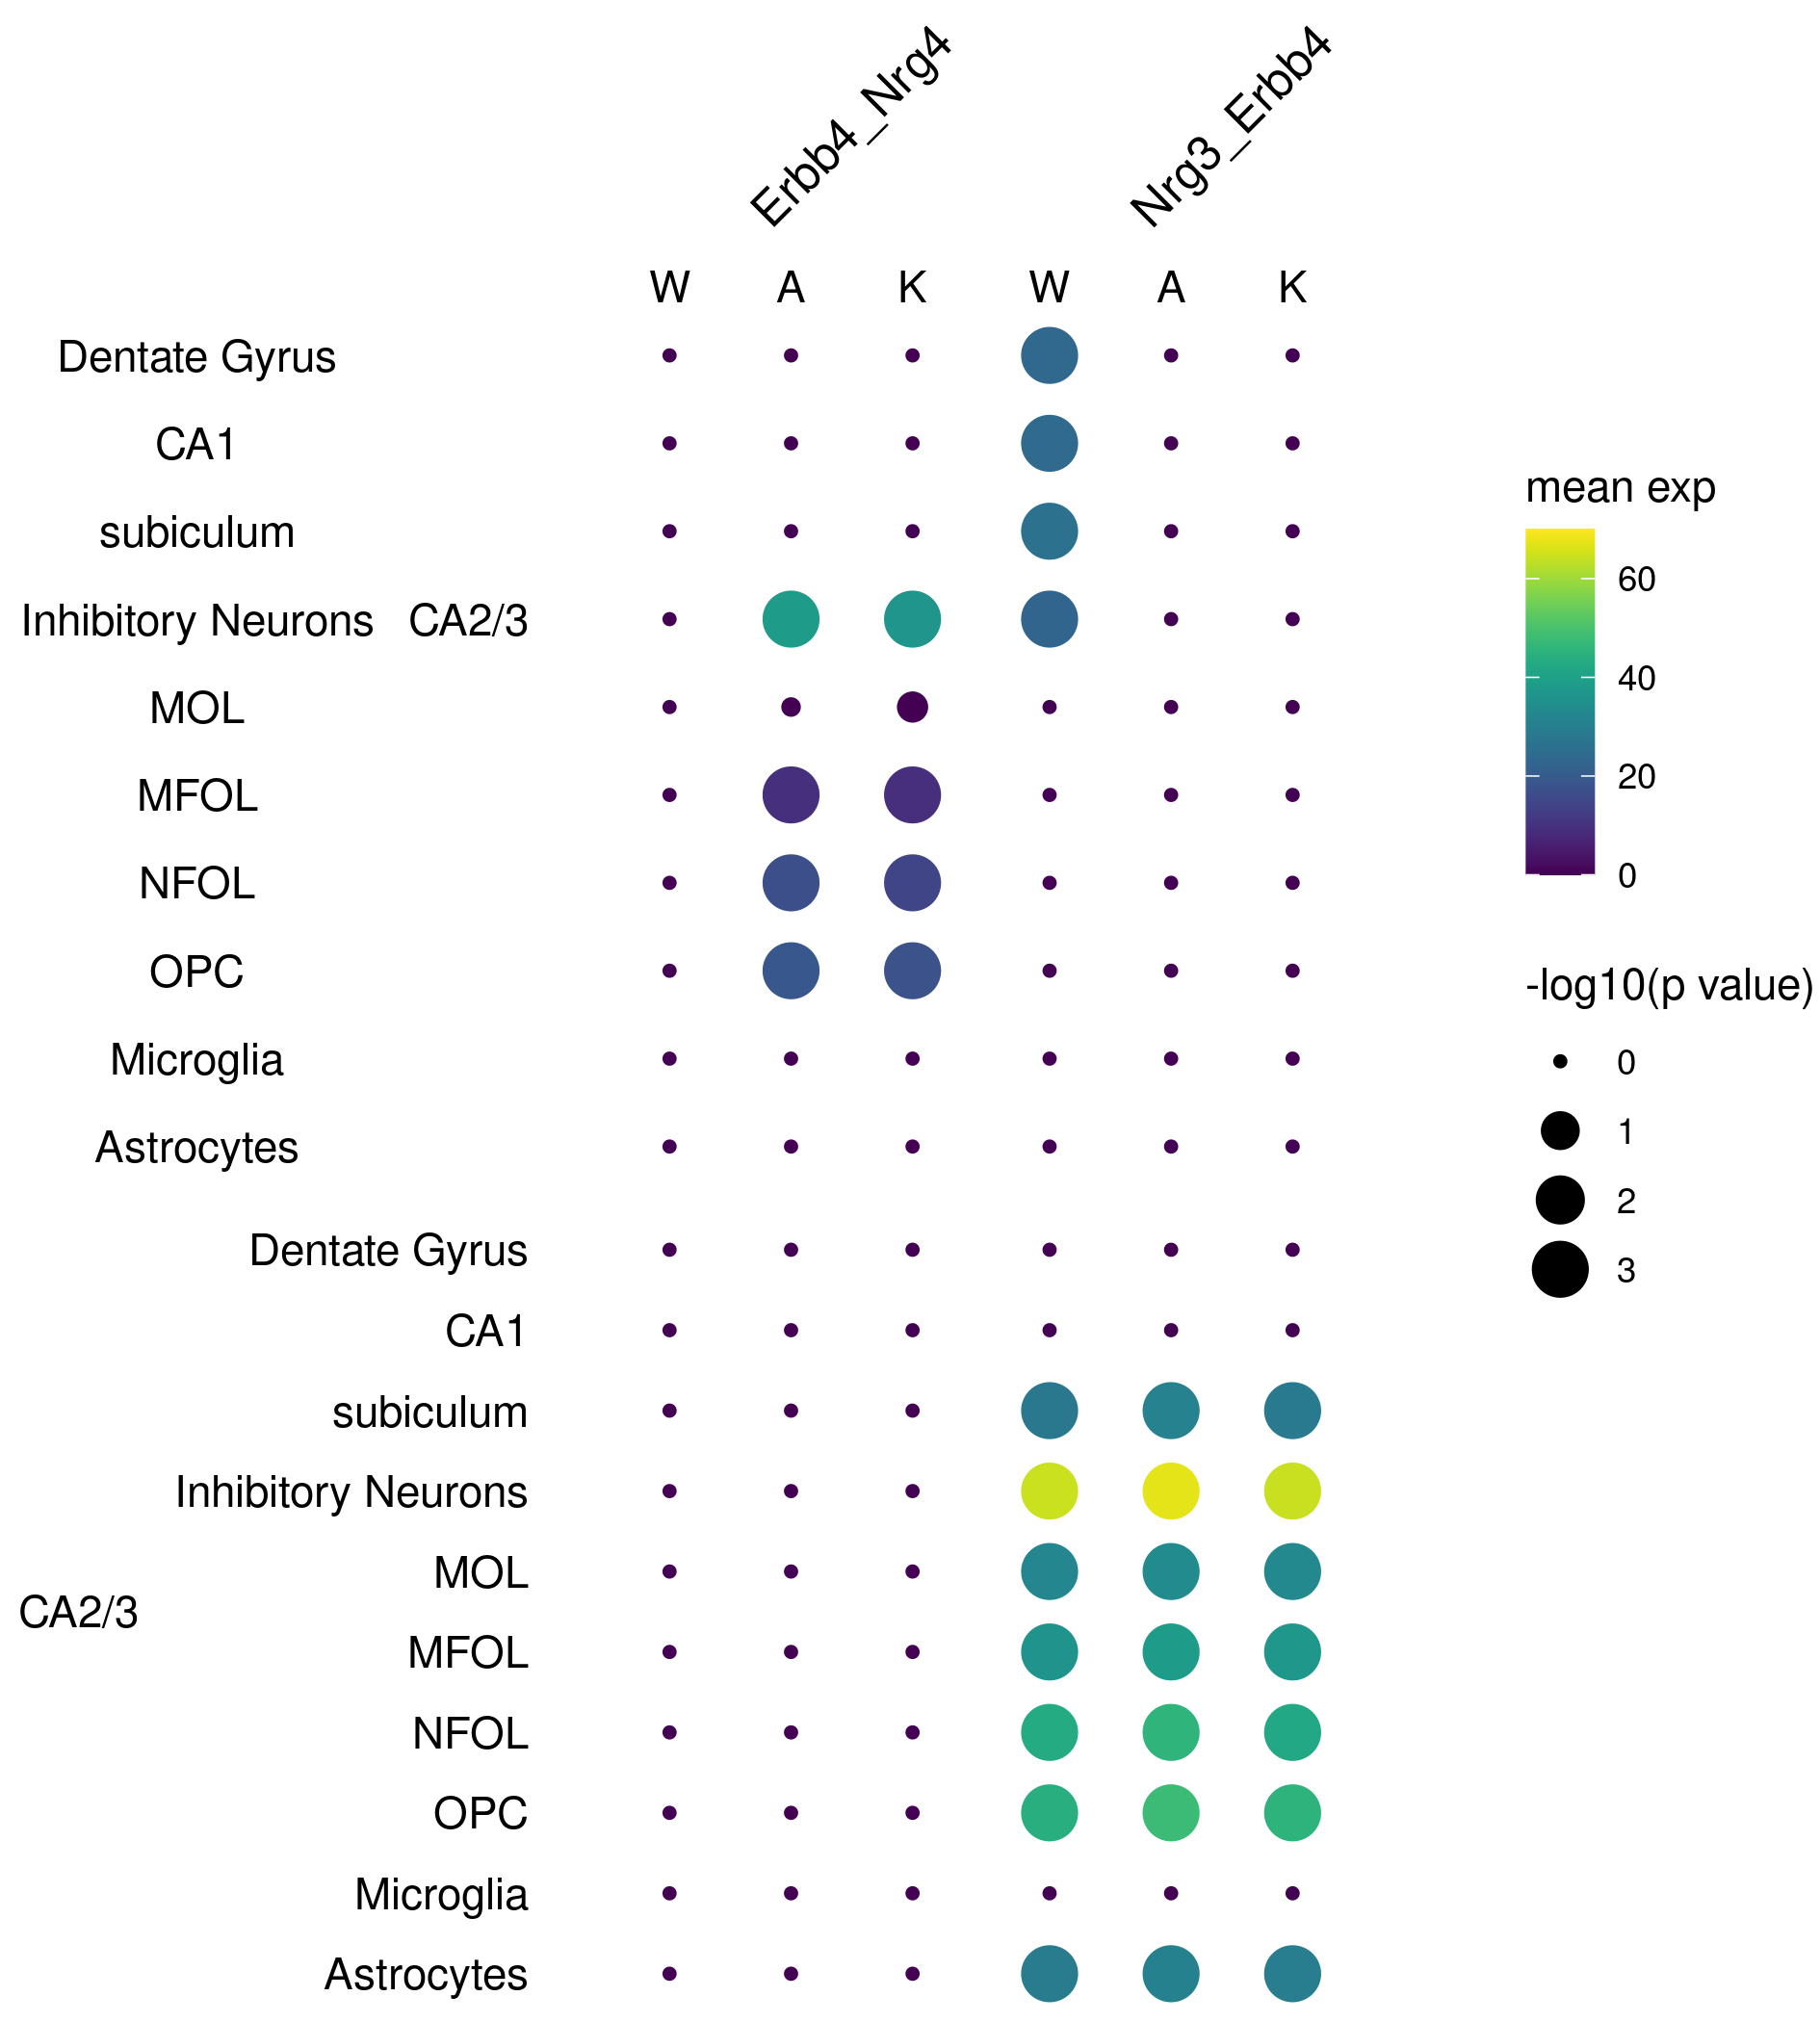 Erbb4_Nrg4 Nrg3_Erbb4
W A K W A K
Dentate Gyrus
CA1
subiculum
Inhibitory Neurons CA2/3
MOL
MFOL
NFOL
OPC
Microglia
Astrocytes
Dentate Gyrus
CA1
subiculum
Inhibitory Neurons
MOL
CA2/3
MFOL
NFOL
OPC
Microglia
Astrocytes
mean exp
60
40
20
0
-log10(p value)
0
1
2
3